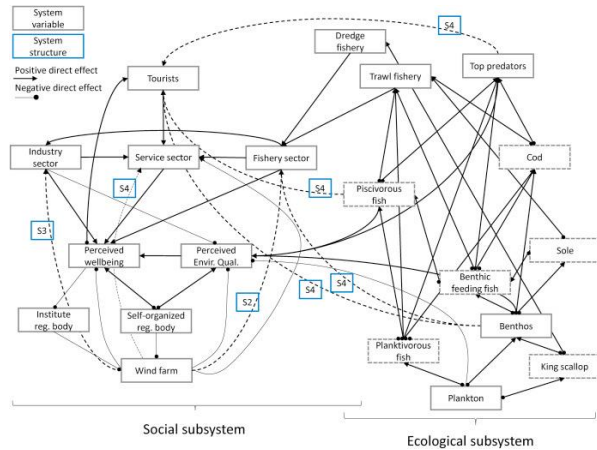 System
variable
System
structure
Positive direct effect
Negative direct effect
S4
Dredge
fishery
Trawl fishery
Top predators
Tourists
Industry
sector
Service sector
Fishery sector
Cod
S4
S4
Piscivorous
fish
S3
Perceived
wellbeing
Perceived
Envir. Qual.
Sole
Benthic
feeding fish
S4
S4
S2
Institute
reg. body
Self-organized
reg. body
Benthos
Planktivorous
fish
King scallop
Wind farm
Plankton
Social subsystem
Ecological subsystem